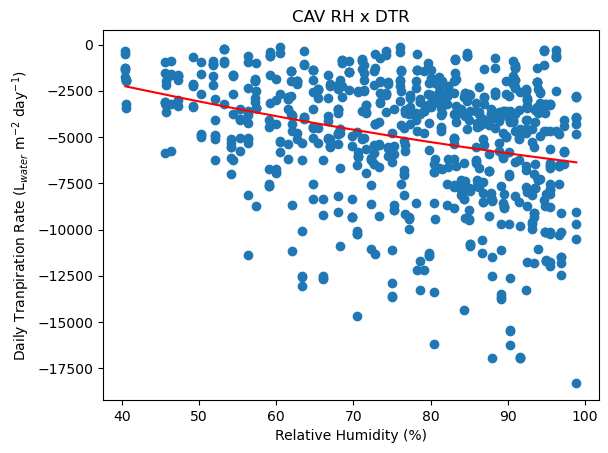 CAV RH x DTR
0
−2500
−5000
−7500
−10000
−12500
−15000
−17500
Daily Tranpiration Rate (L_water m⁻² day⁻¹)
40 50 60 70 80 90 100
Relative Humidity (%)